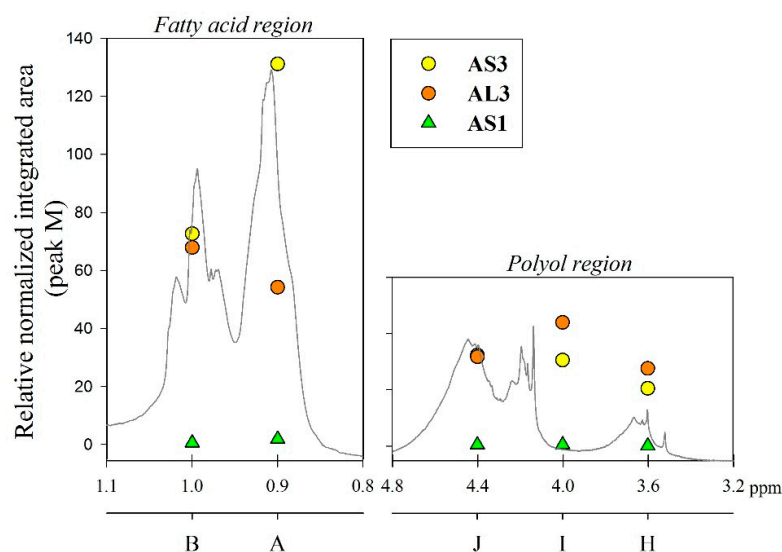 Fatty acid region
140
120
100
80
60
40
20
0
Relative normalized integrated area
(peak M)
AS3
AL3
AS1
Polyol region
1.1 1.0 0.9 0.8
4.8 4.4 4.0 3.6 3.2 ppm
B A
J I H